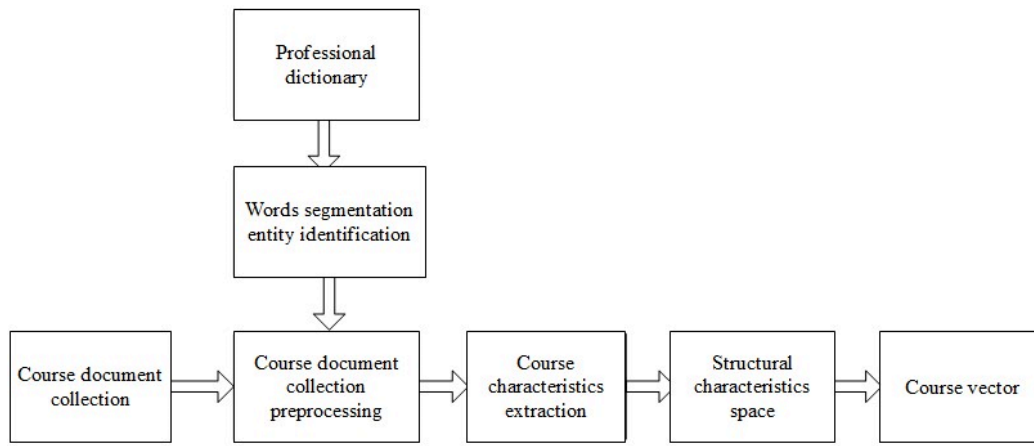 Professional
dictionary
Words segmentation
entity identification
Course document
collection
Course document
collection
preprocessing
Course
characteristics
extraction
Structural
characteristics
space
Course vector